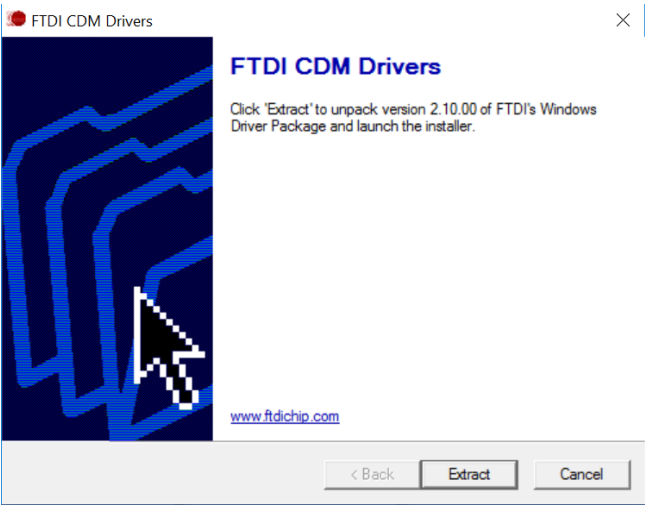 FTDI CDM Drivers
FTDI CDM Drivers
Click 'Extract' to unpack version 2.10.00 of FTDI's Windows
Driver Package and launch the installer.
www.ftdichip.com
< Back
Extract
Cancel